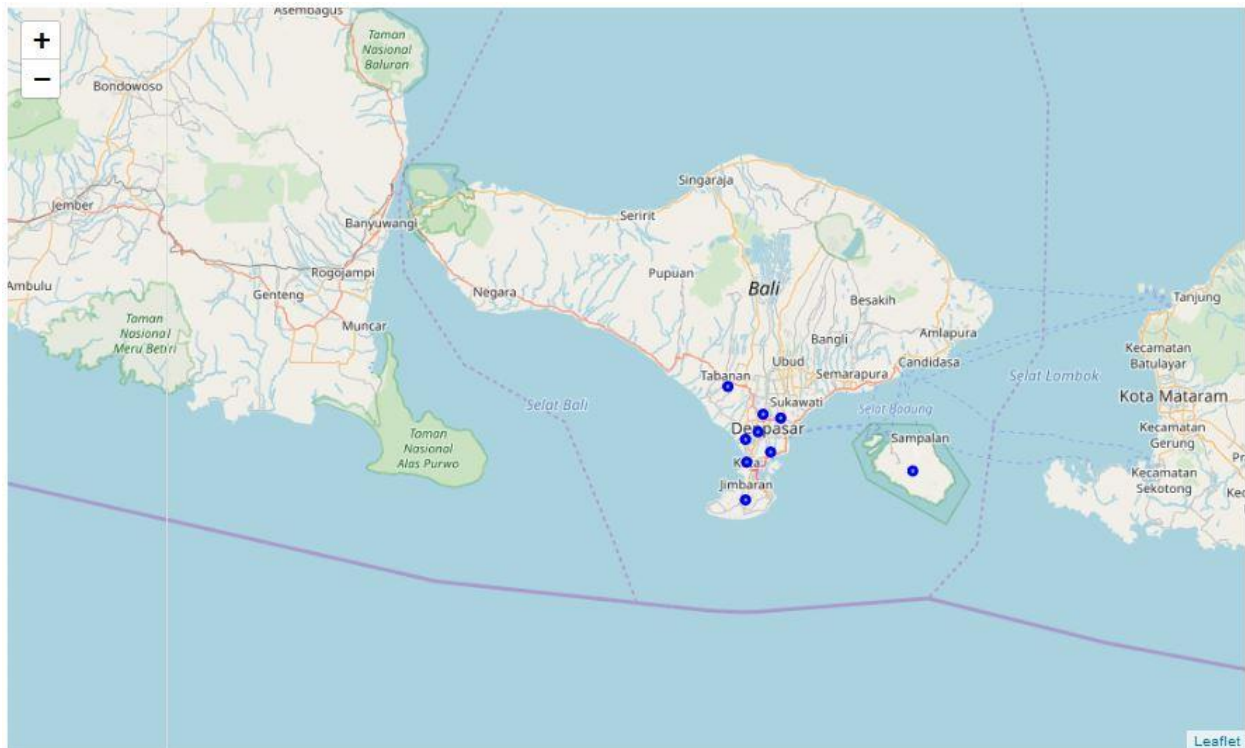 Asembagus
+
Taman
Nasional
Baluran
−
Bondowoso
Singaraja
Jember
Seririt
Banyuwangi
Rogojampi
Pupuan
Bali
Ambulu
Genteng
Negara
Besakih
Tanjung
Taman
Nasional
Meru Betiri
Muncar
Bangli
Amlapura
Kecamatan
Batulayar
Ubud
Candidasa
Tabanan
Semarapura
Selat Lombok
Kota Mataram
Selat Bali
Sukawati
Selat Badung
Denpasar
Kecamatan
Gerung
Sampalan
Taman
Nasional
Alas Purwo
Kecamatan
Sekotong
Jimbaran
Leaflet